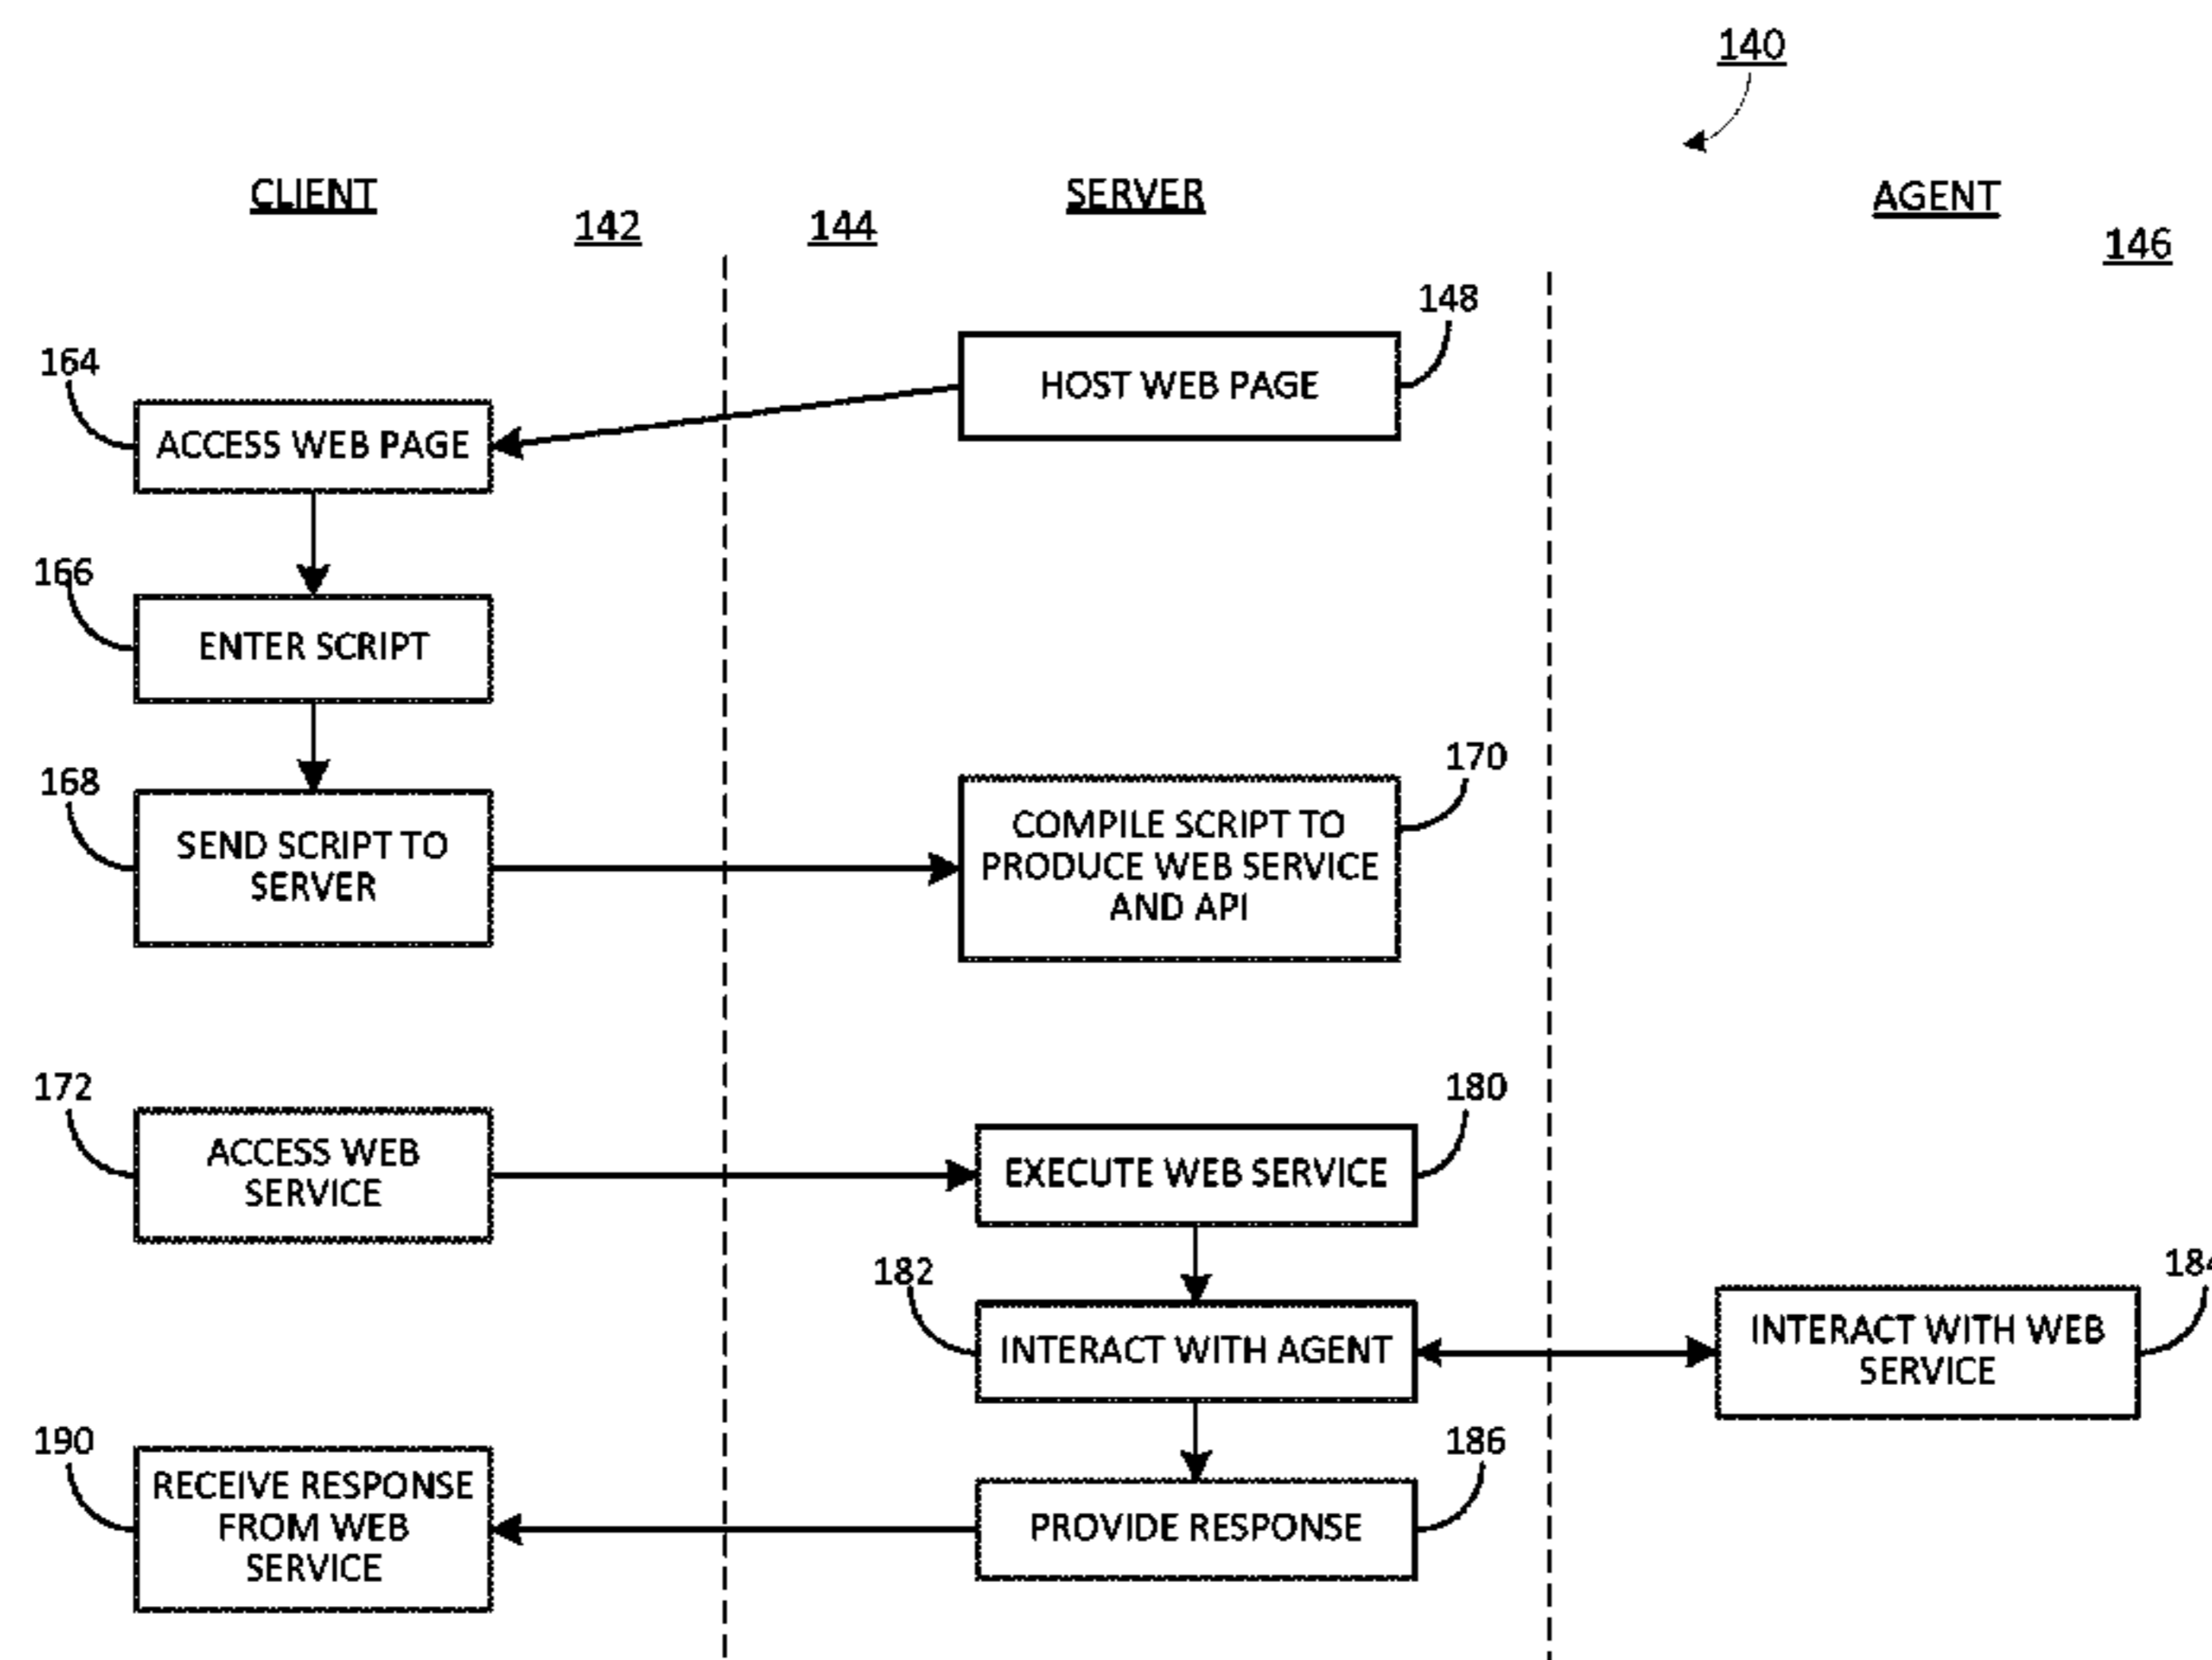 140
CLIENT
SERVER
AGENT
142
144
146
148
HOST WEB PAGE
164
ACCESS WEB PAGE
166
ENTER SCRIPT
168
SEND SCRIPT TO
SERVER
170
COMPILE SCRIPT TO
PRODUCE WEB SERVICE
AND API
172
ACCESS WEB
SERVICE
180
EXECUTE WEB SERVICE
182
INTERACT WITH AGENT
184
INTERACT WITH WEB
SERVICE
186
PROVIDE RESPONSE
190
RECEIVE RESPONSE
FROM WEB
SERVICE